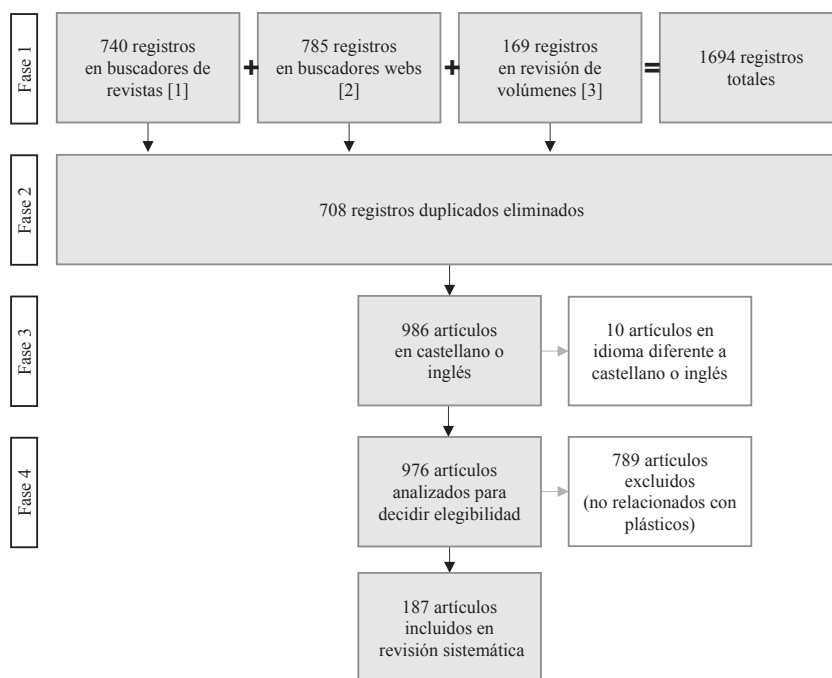 Fase 1
740 registros
en buscadores de
revistas [1]
+
785 registros
en buscadores webs
[2]
+
169 registros
en revisión de
volúmenes [3]
=
1694 registros
totales
Fase 2
708 registros duplicados eliminados
Fase 3
986 artículos
en castellano o
inglés
10 artículos en
idioma diferente a
castellano o inglés
Fase 4
976 artículos
analizados para
decidir elegibilidad
789 artículos
excluidos
(no relacionados con
plásticos)
187 artículos
incluidos en
revisión sistemática